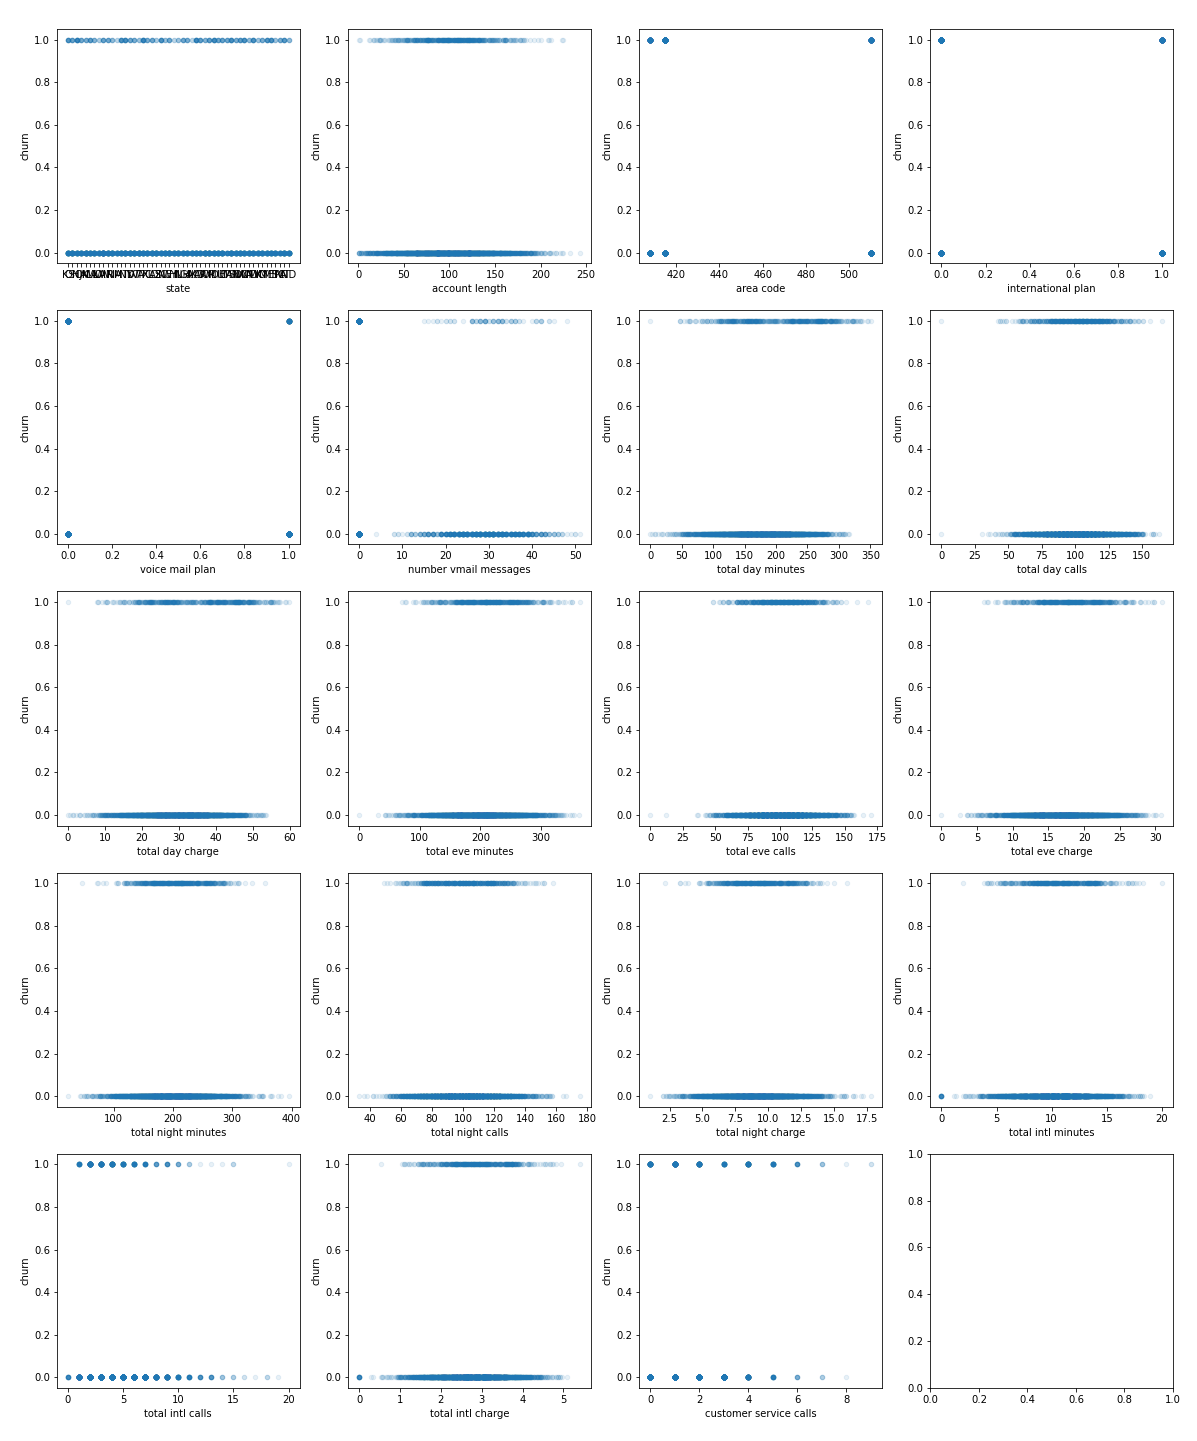 1.0 1.0 1.0 1.0
0.8 0.8 0.8 0.8
0.6 0.6 0.6 0.6
churn churn churn churn
0.4 0.4 0.4 0.4
0.2 0.2 0.2 0.2
0.0 0.0 0.0 0.0
0 50 100 150 200 250 420 440 460 480 500 0.0 0.2 0.4 0.6 0.8 1.0
state account length area code international plan
1.0 1.0 1.0 1.0
0.8 0.8 0.8 0.8
0.6 0.6 0.6 0.6
churn churn churn churn
0.4 0.4 0.4 0.4
0.2 0.2 0.2 0.2
0.0 0.0 0.0 0.0
0.0 0.2 0.4 0.6 0.8 1.0 0 10 20 30 40 50 0 50 100 150 200 250 300 350 0 25 50 75 100 125 150
voice mail plan number vmail messages total day minutes total day calls
1.0 1.0 1.0 1.0
0.8 0.8 0.8 0.8
0.6 0.6 0.6 0.6
churn churn churn churn
0.4 0.4 0.4 0.4
0.2 0.2 0.2 0.2
0.0 0.0 0.0 0.0
0 10 20 30 40 50 60 0 100 200 300 0 25 50 75 100 125 150 175 0 5 10 15 20 25 30
total day charge total eve minutes total eve calls total eve charge
1.0 1.0 1.0 1.0
0.8 0.8 0.8 0.8
0.6 0.6 0.6 0.6
churn churn churn churn
0.4 0.4 0.4 0.4
0.2 0.2 0.2 0.2
0.0 0.0 0.0 0.0
100 200 300 400 40 60 80 100 120 140 160 180 2.5 5.0 7.5 10.0 12.5 15.0 17.5 0 5 10 15 20
total night minutes total night calls total night charge total intl minutes
1.0 1.0 1.0 1.0
0.8 0.8 0.8 0.8
0.6 0.6 0.6 0.6
churn churn churn
0.4 0.4 0.4 0.4
0.2 0.2 0.2 0.2
0.0 0.0 0.0 0.0
0 5 10 15 20 0 1 2 3 4 5 0 2 4 6 8 0.0 0.2 0.4 0.6 0.8 1.0
total intl calls total intl charge customer service calls